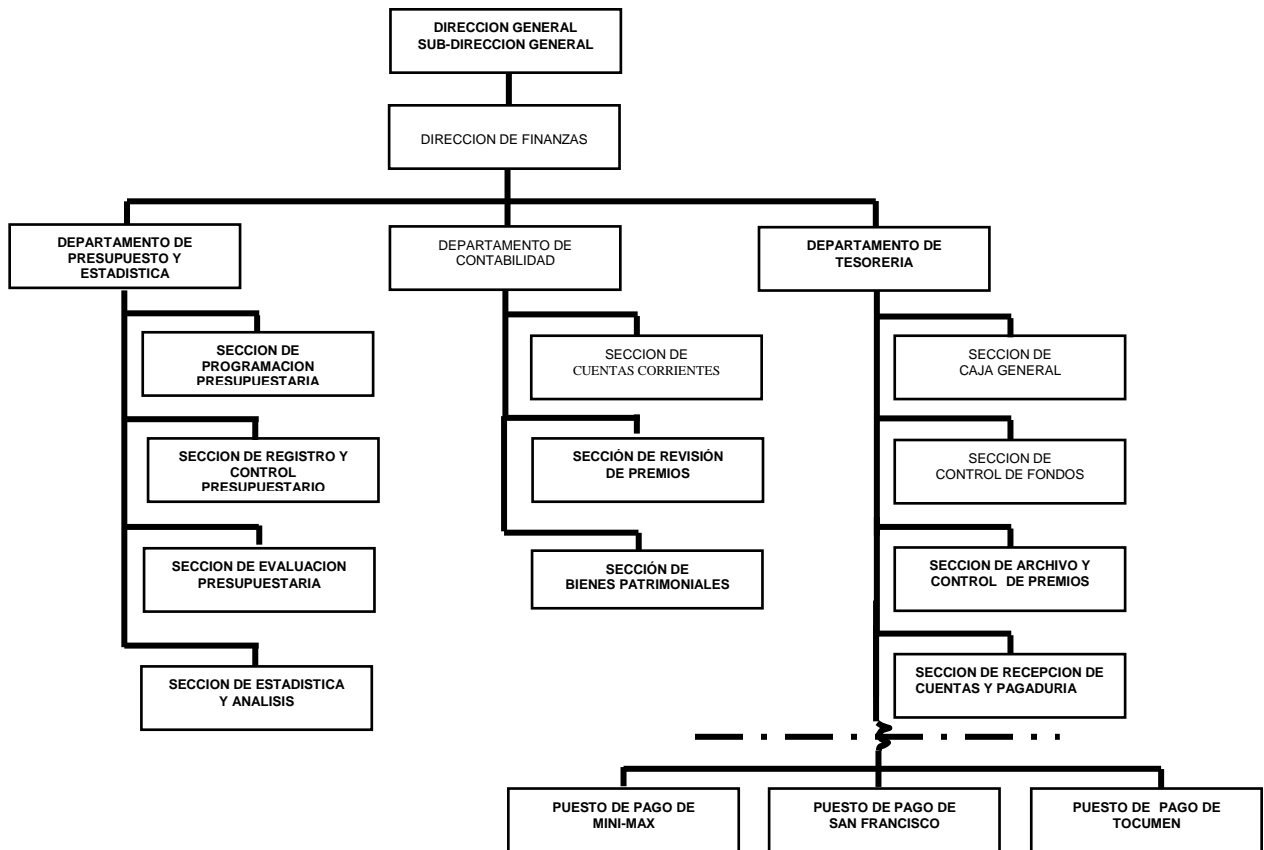 DIRECCION GENERAL
SUB-DIRECCION GENERAL
DIRECCION DE FINANZAS
DEPARTAMENTO DE
PRESUPUESTO Y
ESTADISTICA
DEPARTAMENTO DE
CONTABILIDAD
DEPARTAMENTO DE
TESORERIA
SECCION DE
PROGRAMACION
PRESUPUESTARIA
SECCION DE
CUENTAS CORRIENTES
SECCION DE
CAJA GENERAL
SECCION DE REGISTRO Y
CONTROL
PRESUPUESTARIO
SECCIÓN DE REVISIÓN
DE PREMIOS
SECCION DE
CONTROL DE FONDOS
SECCION DE EVALUACION
PRESUPUESTARIA
SECCIÓN DE
BIENES PATRIMONIALES
SECCION DE ARCHIVO Y
CONTROL DE PREMIOS
SECCION DE ESTADISTICA
Y ANALISIS
SECCION DE RECEPCION DE
CUENTAS Y PAGADURIA
PUESTO DE PAGO DE
MINI-MAX
PUESTO DE PAGO DE
SAN FRANCISCO
PUESTO DE PAGO DE
TOCUMEN